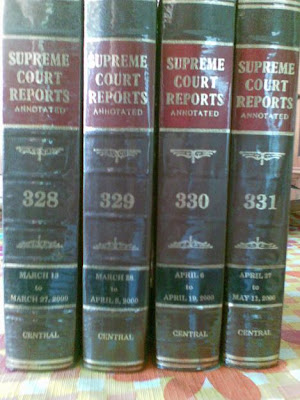 SUPREME
COURT
REPORTS
ANNOTATED
328
MARCH 13
to
MARCH 27, 2000
CENTRAL
SUPREME
COURT
REPORTS
ANNOTATED
329
MARCH 28
to
APRIL 5, 2000
CENTRAL
SUPREME
COURT
REPORTS
ANNOTATED
330
APRIL 6
to
APRIL 19, 2000
CENTRAL
SUPREME
COURT
REPORTS
ANNOTATED
331
APRIL 27
to
MAY 11, 2000
CENTRAL